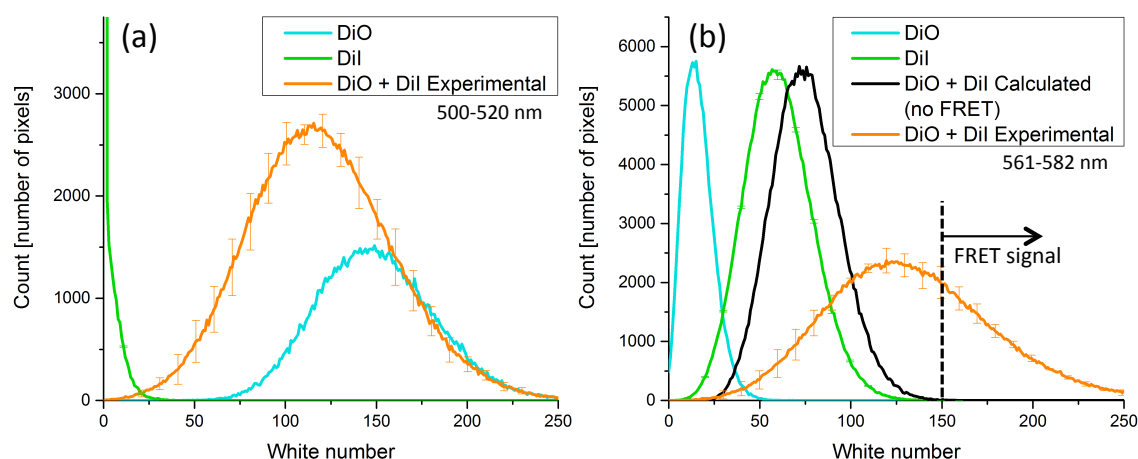 (a)
DiO
DiI
DiO + DiI Experimental
500-520 nm
3000
1500
0
0 50 100 150 200 250
Count [number of pixels]
White number
(b)
DiO
DiI
DiO + DiI Calculated
(no FRET)
DiO + DiI Experimental
561-582 nm
FRET signal
6000
5000
4000
3000
2000
1000
0
0 50 100 150 200 250
Count [number of pixels]
White number